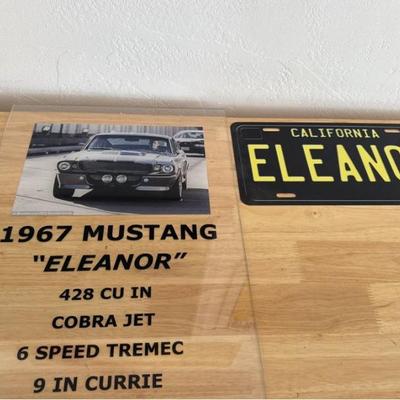 1967 MUSTANG
"ELEANOR"
428 CU IN
COBRA JET
6 SPEED TREMEC
9 IN CURRIE
CALIFORNIA
ELEANO